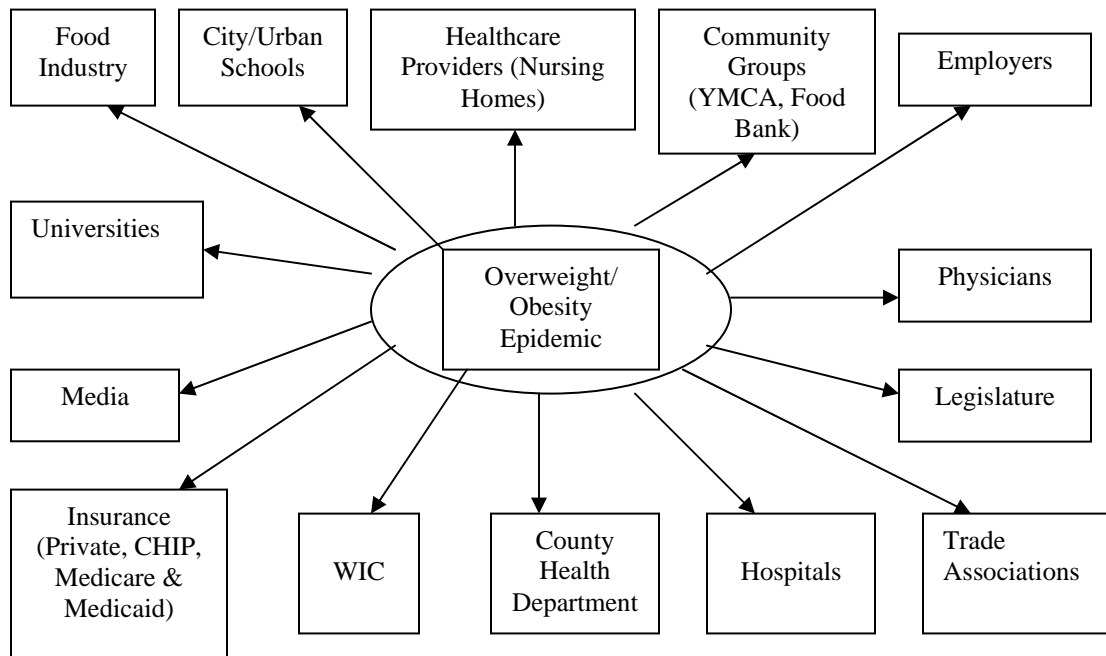 Food
Industry
City/Urban
Schools
Healthcare
Providers (Nursing
Homes)
Community
Groups
(YMCA, Food
Bank)
Employers
Universities
Overweight/
Obesity
Epidemic
Physicians
Media
Legislature
Insurance
(Private, CHIP,
Medicare &
Medicaid)
WIC
County
Health
Department
Hospitals
Trade
Associations